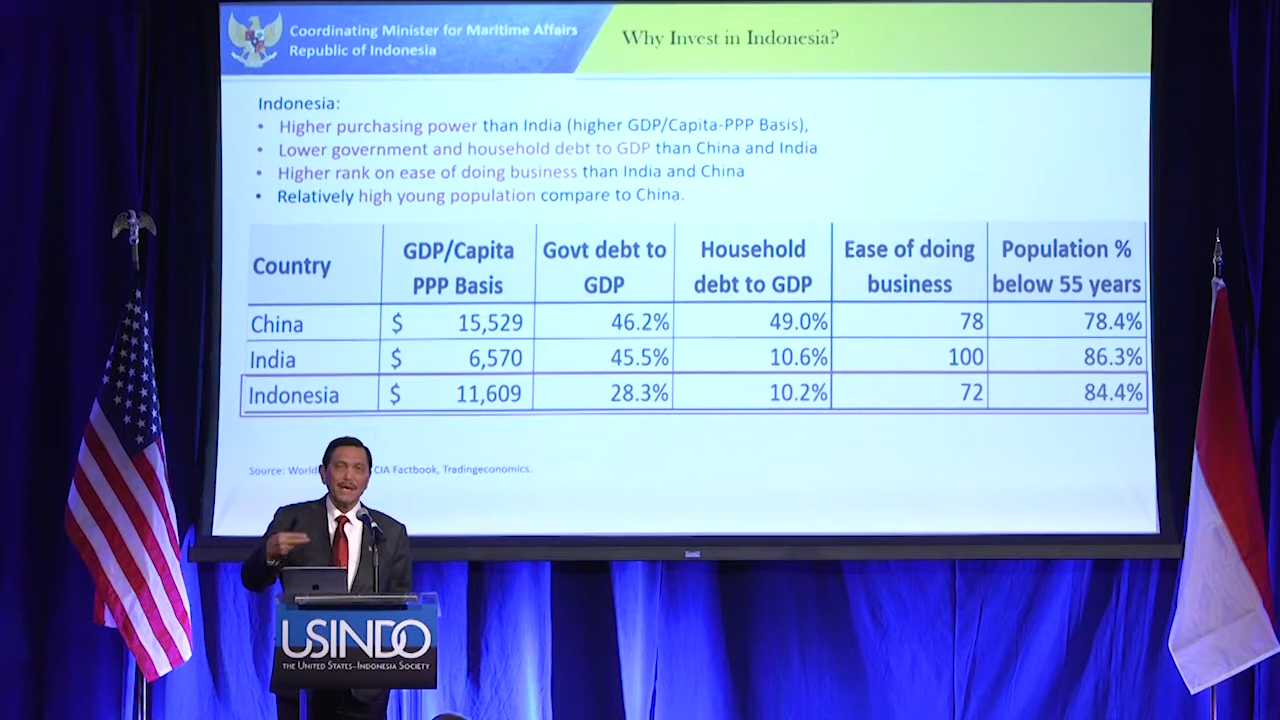 Coordinating Minister for Maritime Affairs
Republic of Indonesia
Why Invest in Indonesia?
Indonesia:
• Higher purchasing power than India (higher GDP/Capita-PPP Basis),
• Lower government and household debt to GDP than China and India
• Higher rank on ease of doing business than India and China
• Relatively high young population compare to China.
Country GDP/Capita PPP Basis Govt debt to GDP Household debt to GDP Ease of doing business Population % below 55 years
China $ 15,529 46.2% 49.0% 78 78.4%
India $ 6,570 45.5% 10.6% 100 86.3%
Indonesia $ 11,609 28.3% 10.2% 72 84.4%
Source: World CIA Factbook, Tradingeconomics.
USINDO
THE UNITED STATES–INDONESIA SOCIETY